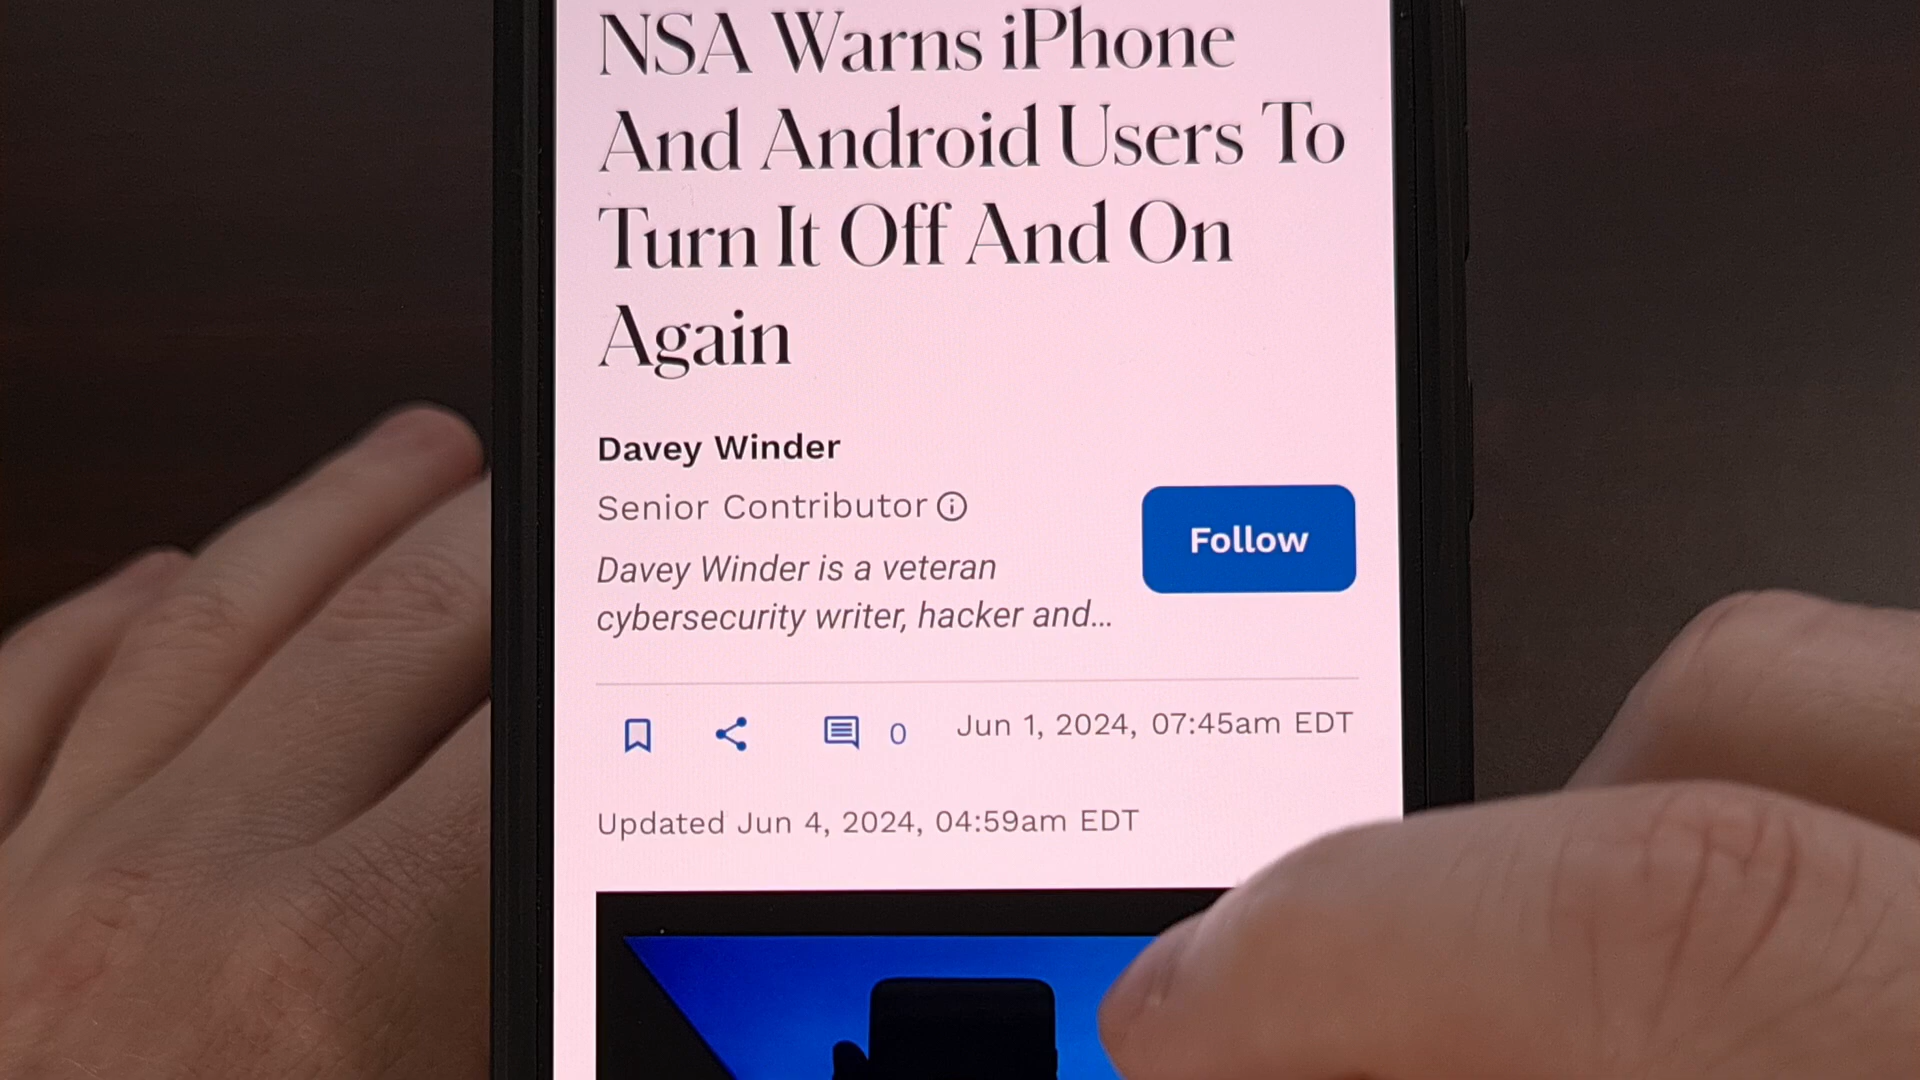 NSA Warns iPhone
And Android Users To
Turn It Off And On
Again
Davey Winder
Senior Contributor
Follow
Davey Winder is a veteran
cybersecurity writer, hacker and...
0
Jun 1, 2024, 07:45am EDT
Updated Jun 4, 2024, 04:59am EDT